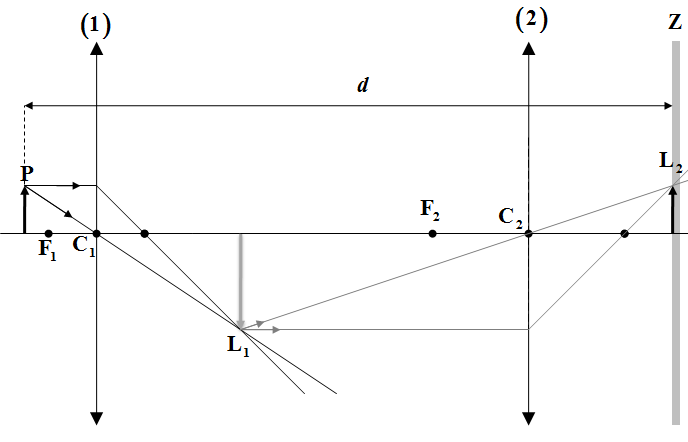 (1)
(2)
Z
d
P
L₂
F₂
C₂
F₁
C₁
L₁